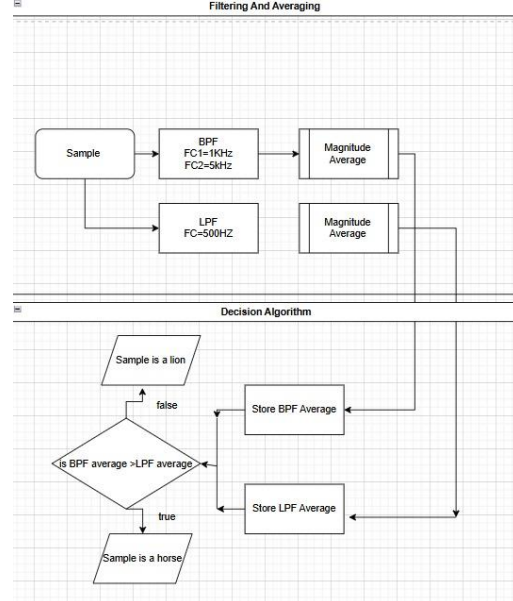 Filtering And Averaging
Sample
BPF
FC1=1KHz
FC2=5kHz
Magnitude
Average
LPF
FC=500HZ
Magnitude
Average
Decision Algorithm
Sample is a lion
false
Store BPF Average
is BPF average >LPF average
Store LPF Average
true
Sample is a horse